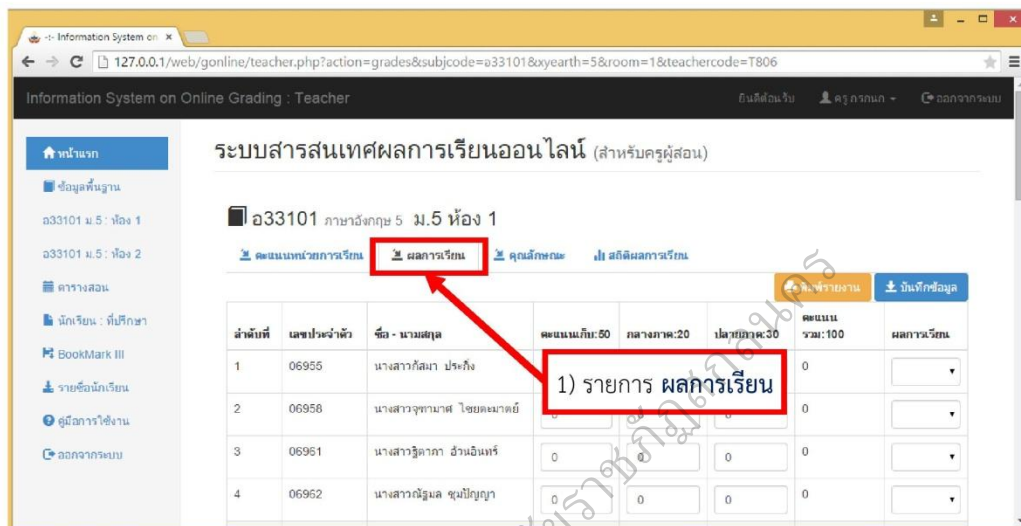 -:- Information System on
127.0.0.1/web/gonline/teacher.php?action=grades&subjcode=อ33101&xyearth=5&room=1&teachercode=T806
Information System on Online Grading : Teacher
ยินดีต้อนรับ ครู กรกนก ออกจากระบบ
หน้าแรก
ข้อมูลพื้นฐาน
อ33101 ม.5 : ห้อง 1
อ33101 ม.5 : ห้อง 2
ตารางสอน
นักเรียน : ที่ปรึกษา
BookMark III
รายชื่อนักเรียน
คู่มือการใช้งาน
ออกจากระบบ
ระบบสารสนเทศผลการเรียนออนไลน์ (สำหรับครูผู้สอน)
อ33101 ภาษาอังกฤษ 5 ม.5 ห้อง 1
คะแนนหน่วยการเรียน ผลการเรียน คุณลักษณะ สถิติผลการเรียน
พิมพ์รายงาน บันทึกข้อมูล
ลำดับที่ เลขประจำตัว ชื่อ - นามสกุล คะแนนเก็บ:50 กลางภาค:20 ปลายภาค:30 คะแนนรวม:100 ผลการเรียน
1 06955 นางสาวกัสมา ประกิ่ง 0
1) รายการ ผลการเรียน
2 06958 นางสาวจุฑามาศ ไชยตะมาตย์ 0 0 0 0
3 06961 นางสาวฐิตาภา อ้วนอินทร์ 0 0 0 0
4 06962 นางสาวณัฐมล ชุมปัญญา 0 0 0 0